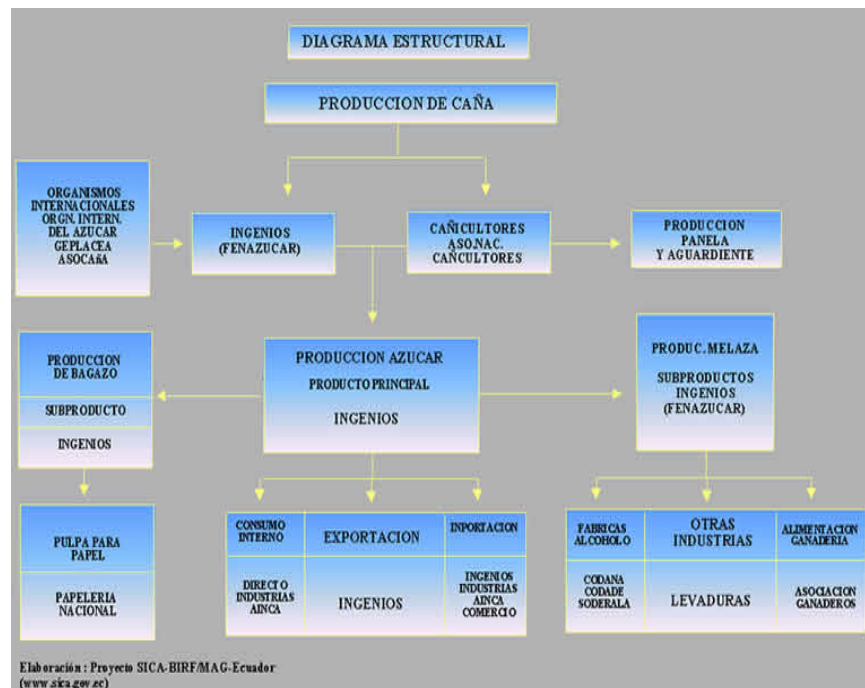 DIAGRAMA ESTRUCTURAL
PRODUCCION DE CAÑA
ORGANISMOS
INTERNACIONALES
ORGN. INTERN.
DEL AZUCAR
GEPLACEA
ASOCAñA
INGENIOS
(FENAZUCAR)
CAÑICULTORES
ASO.NAC.
CAÑCULTORES
PRODUCCION
PANELA
Y AGUARDIENTE
PRODUCCION
DE BAGAZO
SUBPRODUCTO
INGENIOS
PRODUCCION AZUCAR
PRODUCTO PRINCIPAL
INGENIOS
PRODUC. MELAZA
SUBPRODUCTOS
INGENIOS
(FENAZUCAR)
PULPA PARA
PAPEL
PAPELERIA
NACIONAL
CONSUMO
INTERNO
DIRECTO
INDUSTRIAS
AINCA
EXPORTACION
INGENIOS
INPORTACION
INGENIOS
INDUSTRIAS
AINCA
COMERCIO
FABRICAS
ALCOHOLO
CODANA
CODADE
SODERALA
OTRAS
INDUSTRIAS
LEVADURAS
ALIMENTACION
GANADERIA
ASOCIACION
GANADEROS
Elaboración : Proyecto SICA-BIRF/MAG-Ecuador
(www.sica.gov.ec)